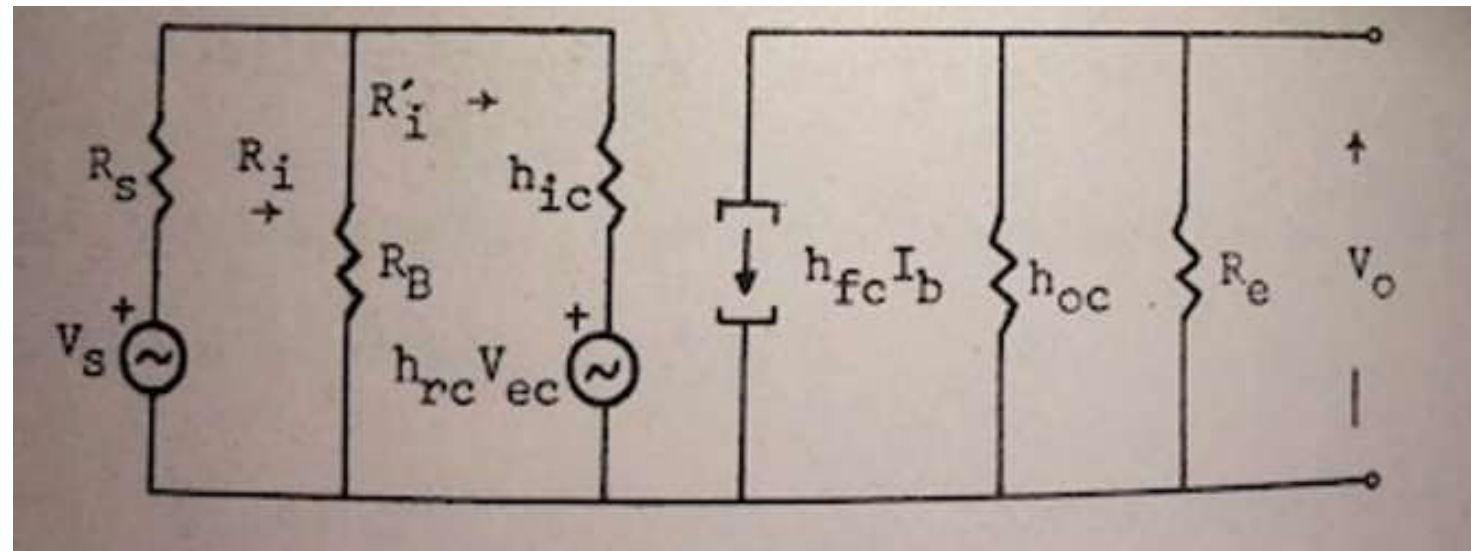 R′i →
Rs
Ri
→
hic
RB
hfcIb
hoc
Re
Vo
+
+
Vs
~
hrcVec
~